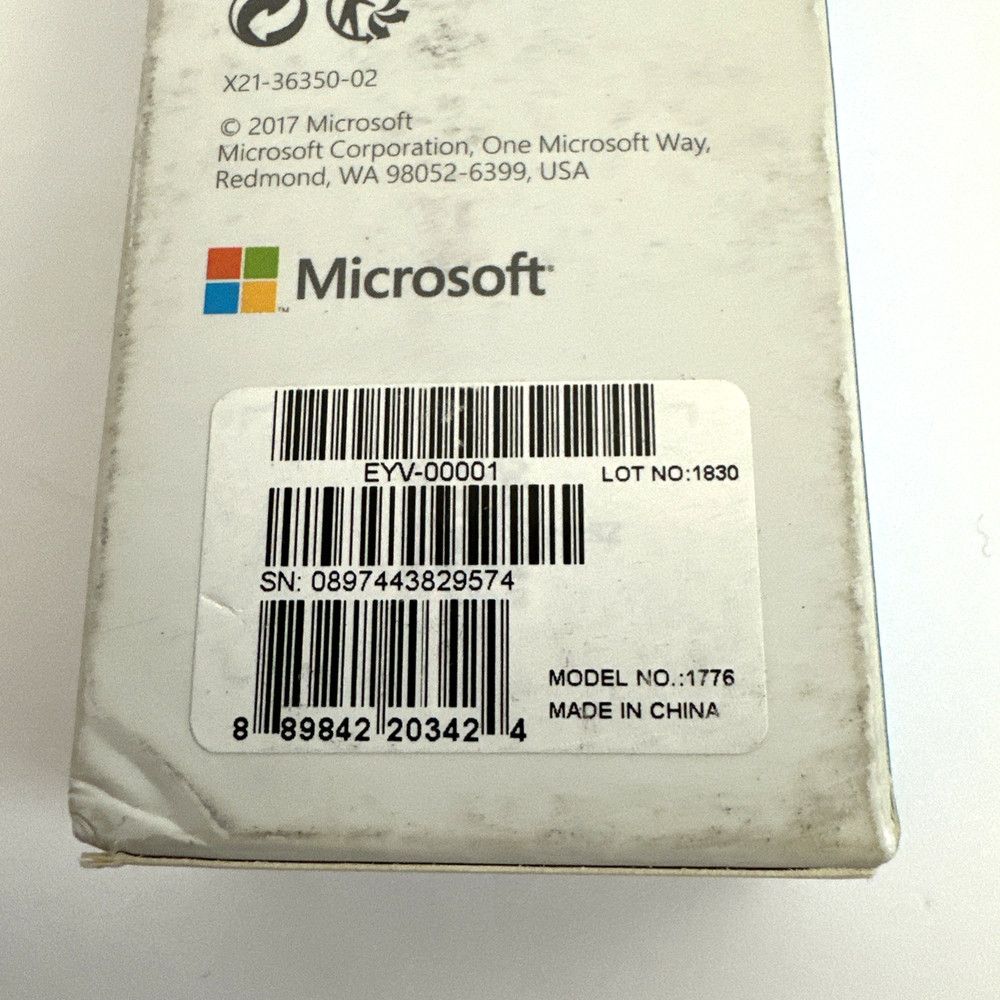 X21-36350-02
© 2017 Microsoft
Microsoft Corporation, One Microsoft Way,
Redmond, WA 98052-6399, USA
Microsoft
TM
EYV-00001 LOT NO:1830
SN: 0897443829574
MODEL NO.:1776
MADE IN CHINA
8 89842 20342 4